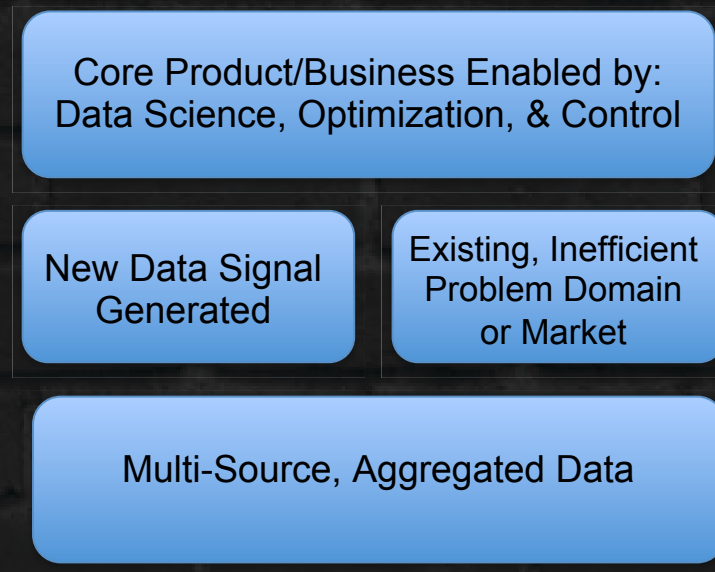 Core Product/Business Enabled by:
Data Science, Optimization, & Control
New Data Signal
Generated
Existing, Inefficient
Problem Domain
or Market
Multi-Source, Aggregated Data